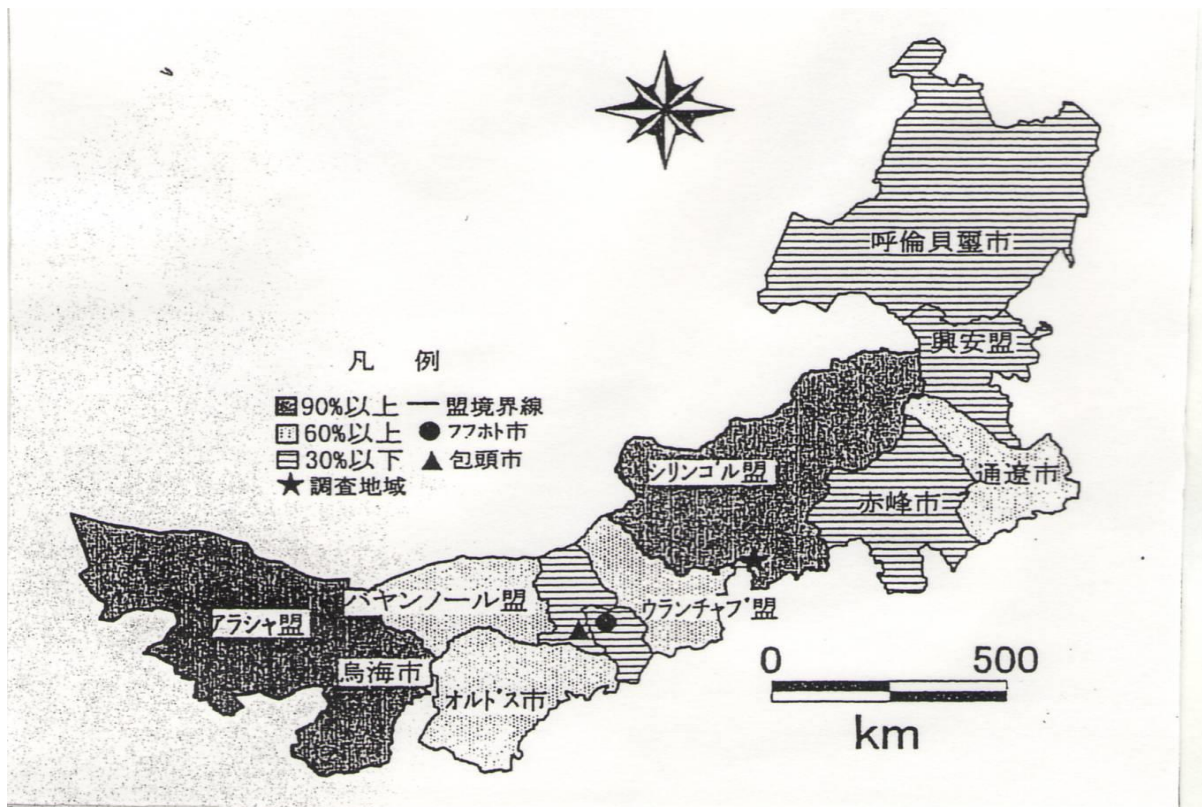 呼倫貝爾市
興安盟
凡 例
90%以上 ー 盟境界線
60%以上 ● フフホト市
30%以下 ▲ 包頭市
★ 調査地域
シリンゴル盟
通遼市
赤峰市
バヤンノール盟
ウランチャブ盟
アラシャ盟
烏海市
オルドス市
0 500
km